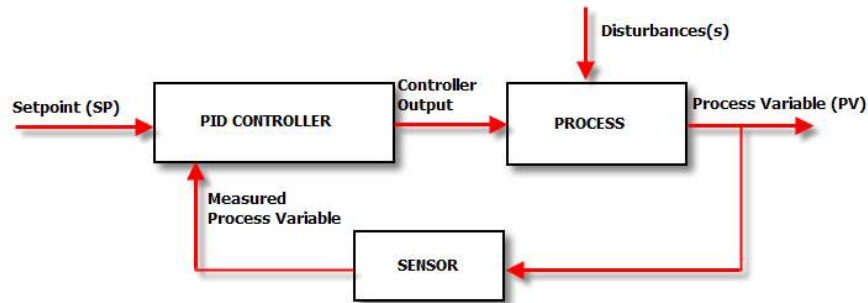 Disturbances(s)
Setpoint (SP)
PID CONTROLLER
Controller
Output
PROCESS
Process Variable (PV)
Measured
Process Variable
SENSOR